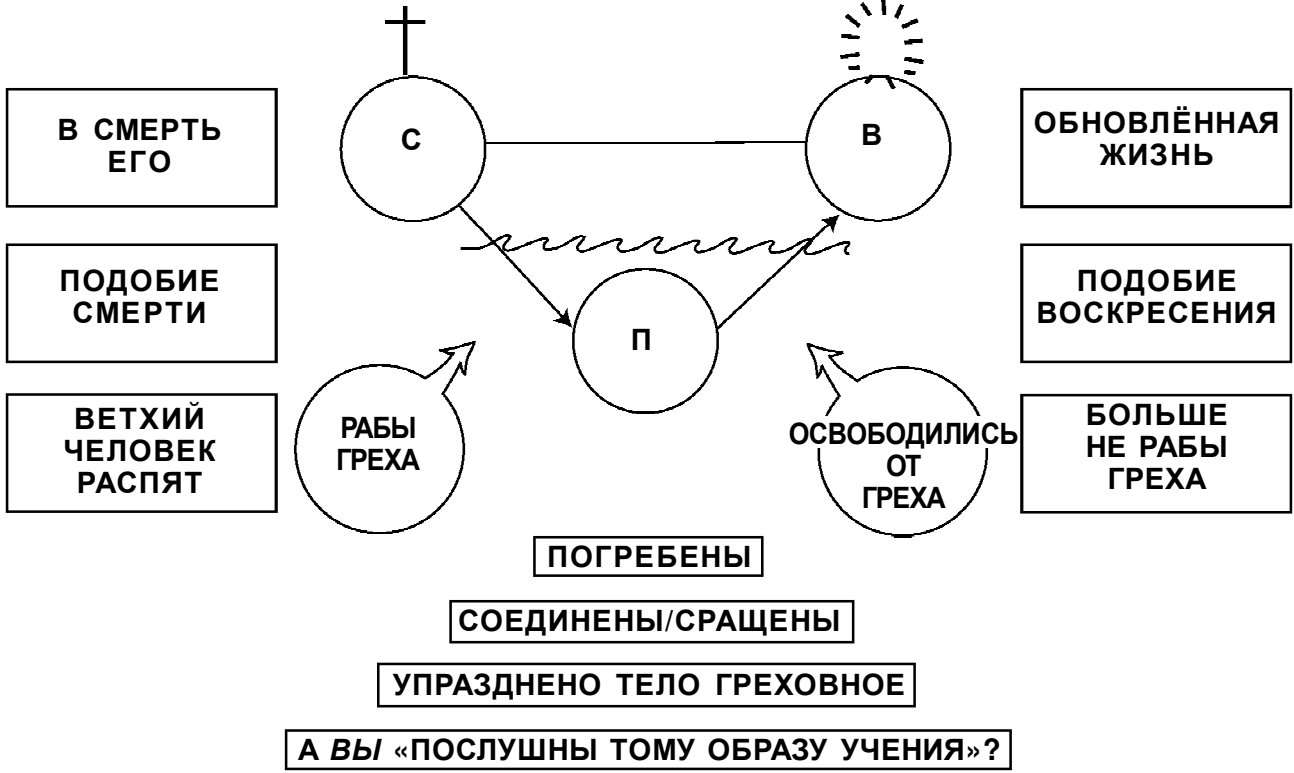 С
В
В СМЕРТЬ
ЕГО
ОБНОВЛЁННАЯ
ЖИЗНЬ
ПОДОБИЕ
СМЕРТИ
П
ПОДОБИЕ
ВОСКРЕСЕНИЯ
ВЕТХИЙ
ЧЕЛОВЕК
РАСПЯТ
РАБЫ
ГРЕХА
ОСВОБОДИЛИСЬ
ОТ
ГРЕХА
БОЛЬШЕ
НЕ РАБЫ
ГРЕХА
ПОГРЕБЕНЫ
СОЕДИНЕНЫ/СРАЩЕНЫ
УПРАЗДНЕНО ТЕЛО ГРЕХОВНОЕ
А ВЫ «ПОСЛУШНЫ ТОМУ ОБРАЗУ УЧЕНИЯ»?